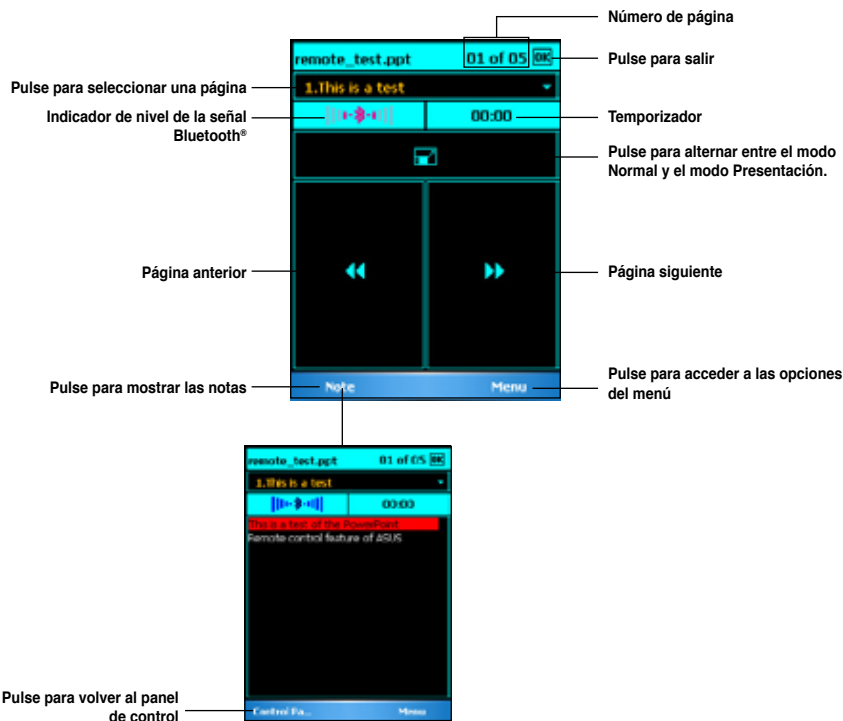 Número de página
remote_test.ppt 01 of 05 OK
Pulse para salir
Pulse para seleccionar una página
1.This is a test
Indicador de nivel de la señal
Bluetooth®
00:00
Temporizador
Pulse para alternar entre el modo
Normal y el modo Presentación.
Página anterior
Página siguiente
Pulse para mostrar las notas
Note
Menu
Pulse para acceder a las opciones
del menú
remote_test.ppt 01 of 05 OK
1.This is a test
00:00
This is a test of the PowerPoint
Remote control feature of ASUS
Pulse para volver al panel
de control
Control Pa...
Menu